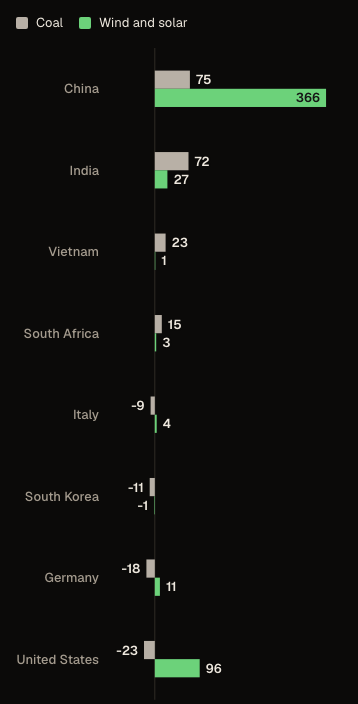 Coal Wind and solar
China 75
366
India 72
27
Vietnam 23
1
South Africa 15
3
Italy -9
4
South Korea -11
-1
Germany -18
11
United States -23
96